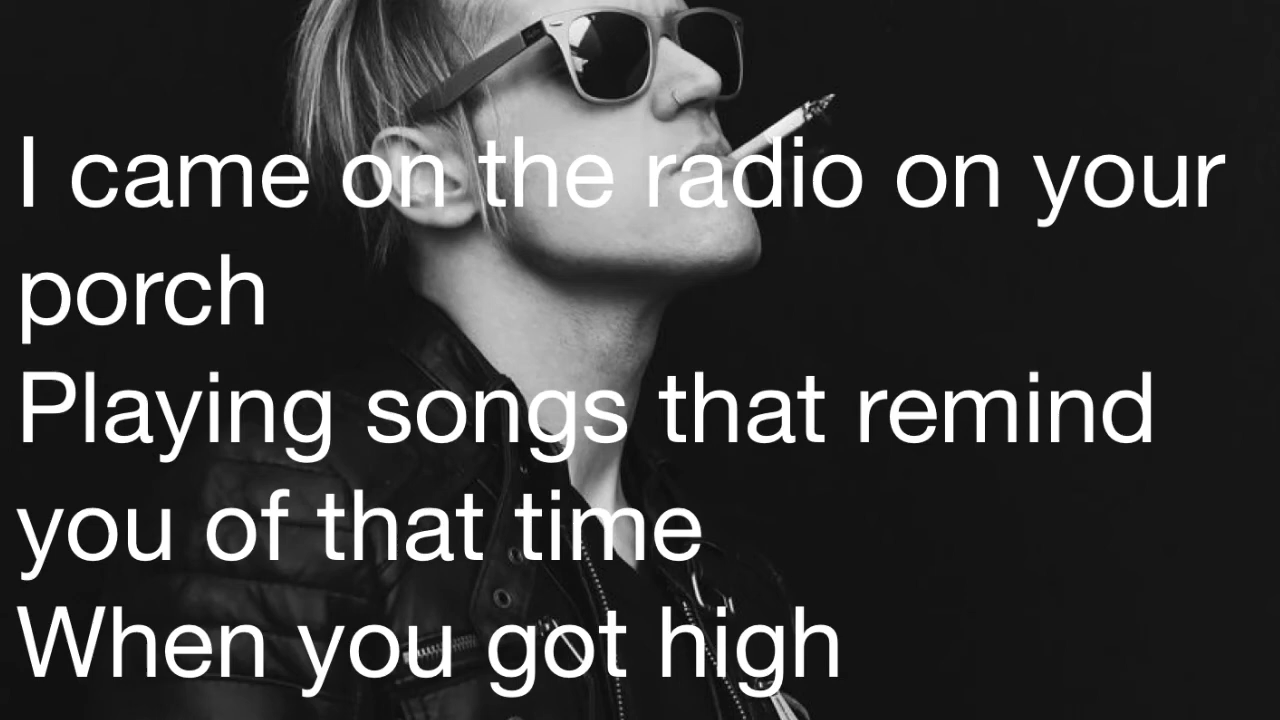 I came on the radio on your
porch
Playing songs that remind
you of that time
When you got high